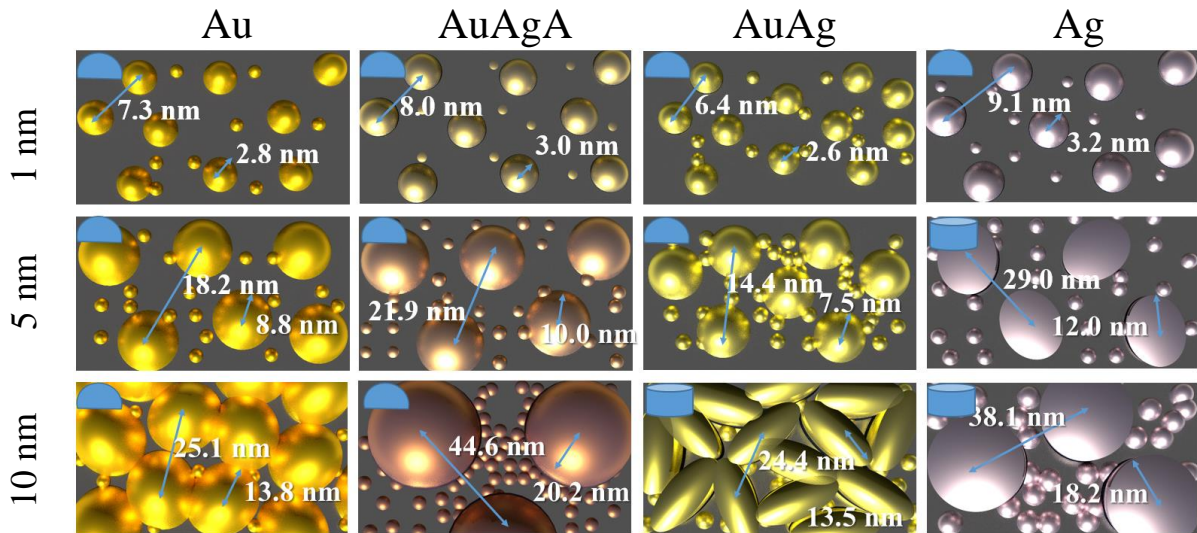 Au AuAgA AuAg Ag
1 nm
7.3 nm
2.8 nm
8.0 nm
3.0 nm
6.4 nm
2.6 nm
9.1 nm
3.2 nm
5 nm
18.2 nm
8.8 nm
21.9 nm
10.0 nm
14.4 nm
7.5 nm
29.0 nm
12.0 nm
10 nm
25.1 nm
13.8 nm
44.6 nm
20.2 nm
24.4 nm
13.5 nm
38.1 nm
18.2 nm